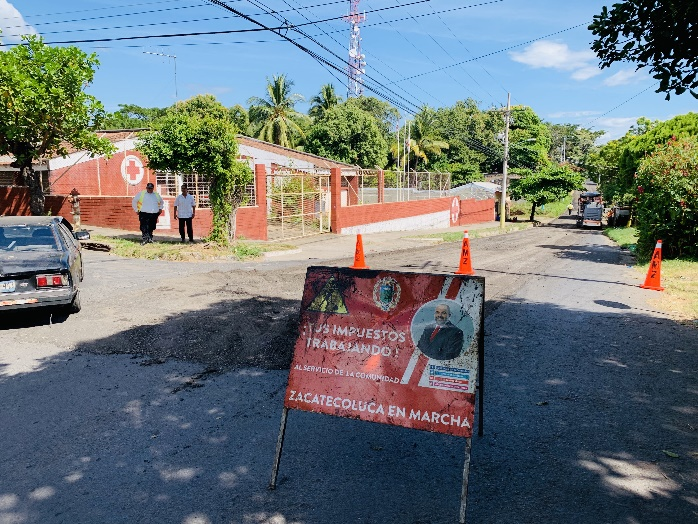 ¡TUS IMPUESTOS
TRABAJANDO!
AL SERVICIO DE LA COMUNIDAD
ZACATECOLUCA EN MARCHA